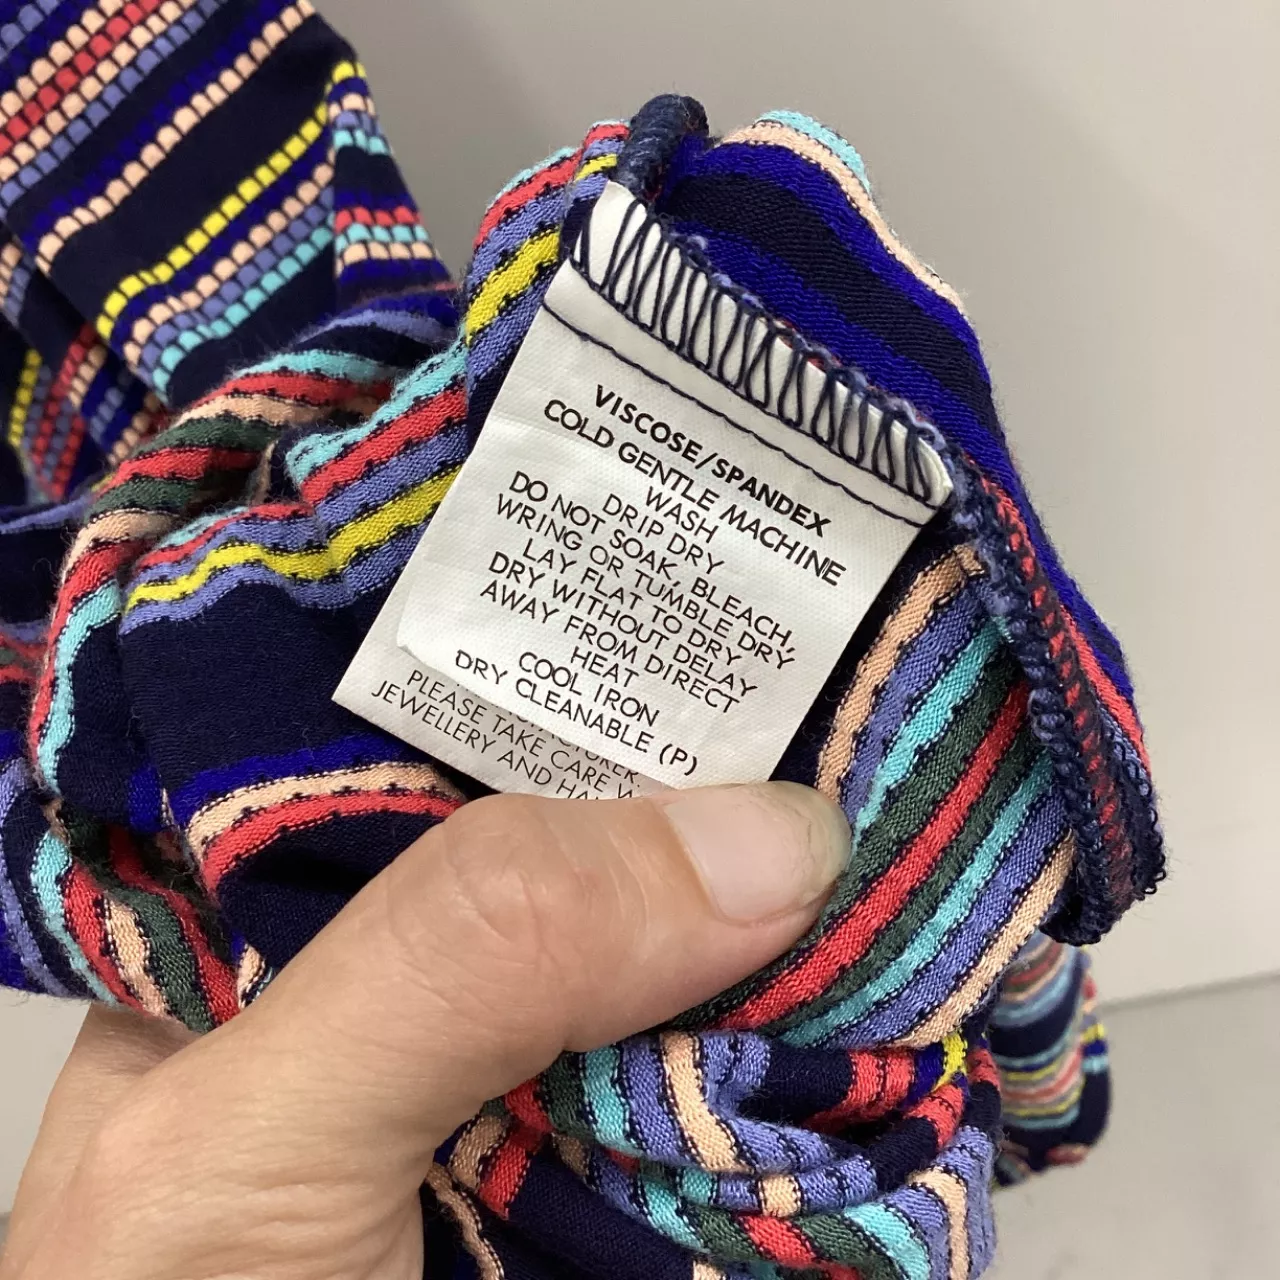 VISCOSE/SPANDEX
COLD GENTLE MACHINE
WASH
DRIP DRY
DO NOT SOAK, BLEACH,
WRING OR TUMBLE DRY
LAY FLAT TO DRY
DRY WITHOUT DELAY
AWAY FROM DIRECT
HEAT
COOL IRON
DRY CLEANABLE (P)
PLEASE TAKE CARE
JEWELLERY AND